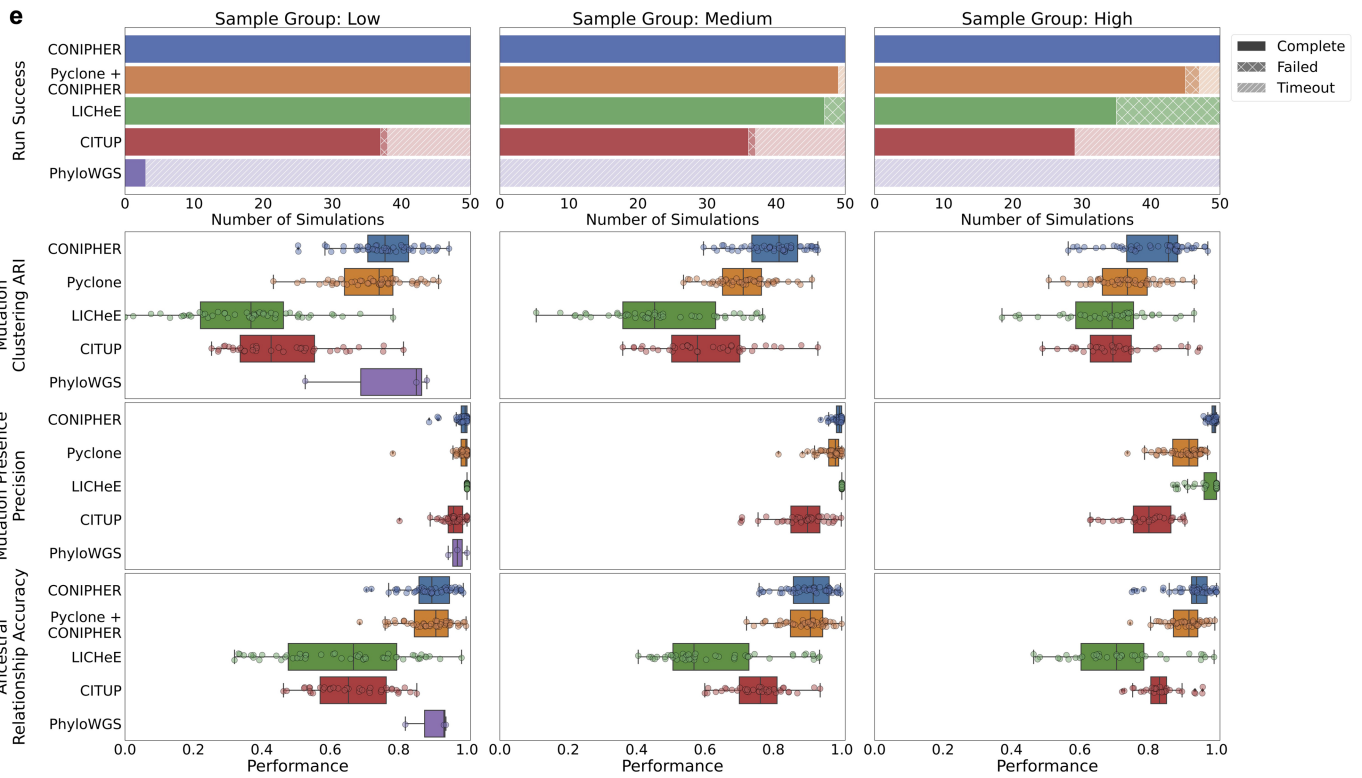 e
Sample Group: Low
Sample Group: Medium
Sample Group: High
Run Success
CONIPHER
Pyclone +
CONIPHER
LICHeE
CITUP
PhyloWGS
Complete
Failed
Timeout
0 10 20 30 40 50
0 10 20 30 40 50
0 10 20 30 40 50
Number of Simulations
Number of Simulations
Number of Simulations
Mutation
Clustering ARI
CONIPHER
Pyclone
LICHeE
CITUP
PhyloWGS
Mutation Presence
Precision
CONIPHER
Pyclone
LICHeE
CITUP
PhyloWGS
Ancestral
Relationship Accuracy
CONIPHER
Pyclone +
CONIPHER
LICHeE
CITUP
PhyloWGS
0.0 0.2 0.4 0.6 0.8 1.0
0.0 0.2 0.4 0.6 0.8 1.0
0.0 0.2 0.4 0.6 0.8 1.0
Performance
Performance
Performance